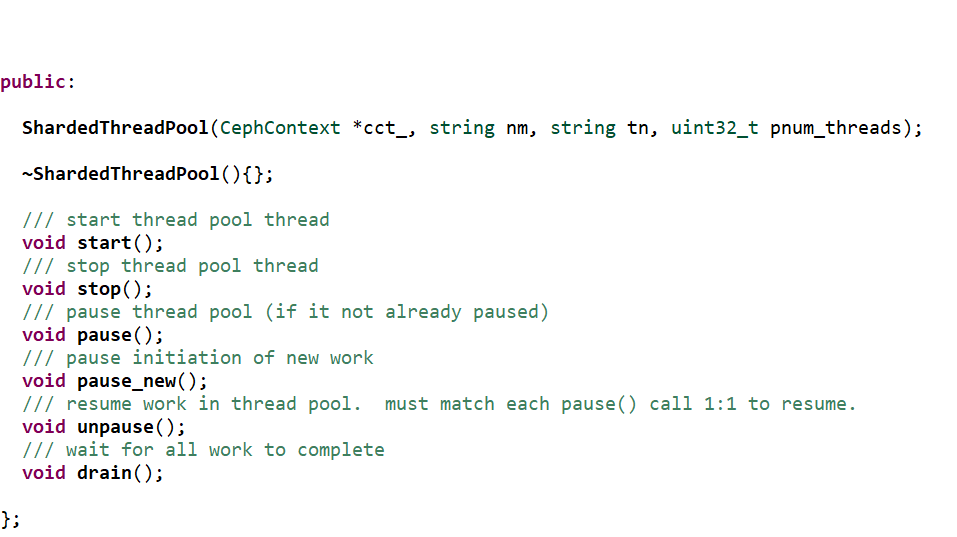 public:
ShardedThreadPool(CephContext *cct_, string nm, string tn, uint32_t pnum_threads);
~ShardedThreadPool(){};
/// start thread pool thread
void start();
/// stop thread pool thread
void stop();
/// pause thread pool (if it not already paused)
void pause();
/// pause initiation of new work
void pause_new();
/// resume work in thread pool.  must match each pause() call 1:1 to resume.
void unpause();
/// wait for all work to complete
void drain();
};